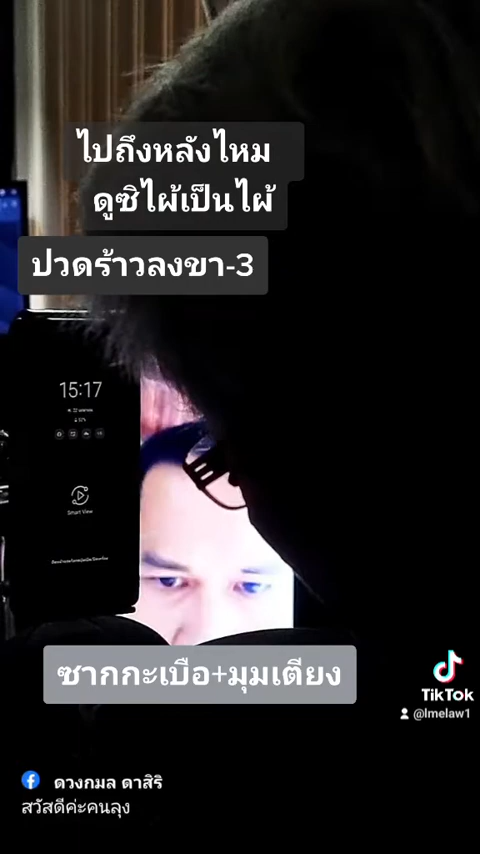 ไปถึงหลังไหม
ดูซิไผ้เป็นไผ้
ปวดร้าวลงขา-3
15:17
Smart View
ซากกะเบือ+มุมเตียง
TikTok
@lmelaw1
ดวงกมล ดาสิริ
สวัสดีค่ะคนลุง